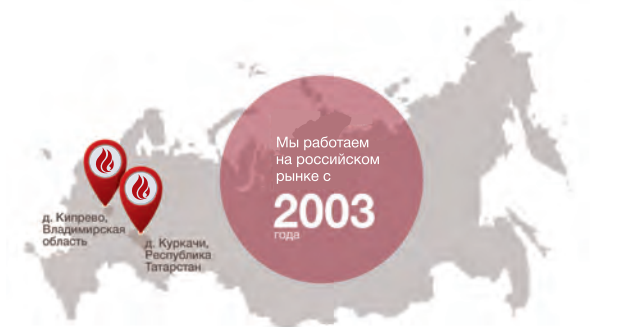 Мы работаем
на российском
рынке с
2003
года
д. Кипрево,
Владимирская
область
д. Куркачи,
Республика
Татарстан